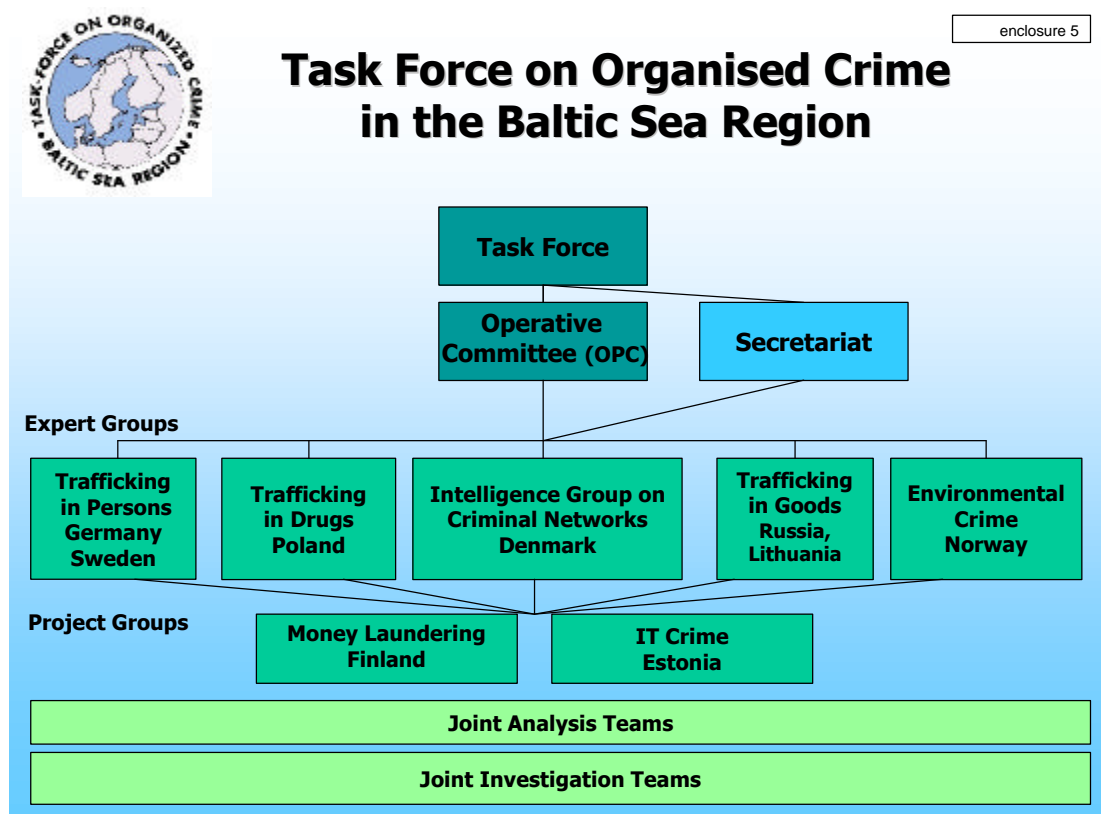 TASK-FORCE ON ORGANIZED CRIME
• BALTIC SEA REGION •
enclosure 5
Task Force on Organised Crime
in the Baltic Sea Region
Task Force
Operative
Committee (OPC)
Secretariat
Expert Groups
Trafficking
in Persons
Germany
Sweden
Trafficking
in Drugs
Poland
Intelligence Group on
Criminal Networks
Denmark
Trafficking
in Goods
Russia,
Lithuania
Environmental
Crime
Norway
Project Groups
Money Laundering
Finland
IT Crime
Estonia
Joint Analysis Teams
Joint Investigation Teams